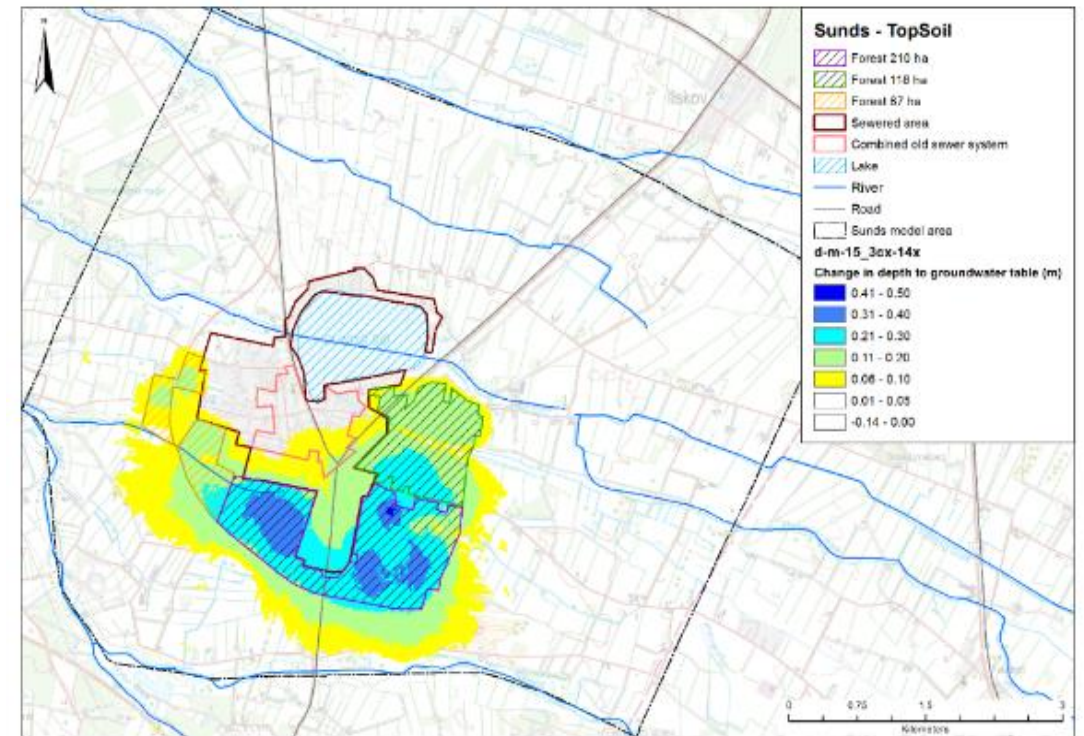 N
Sunds - TopSoil
Forest 210 ha
Forest 118 ha
Forest 87 ha
Sewered area
Combined old sewer system
Lake
River
Road
Sunds model area
d-m-15_3cx-14x
Change in depth to groundwater table (m)
0.41 - 0.50
0.31 - 0.40
0.21 - 0.30
0.11 - 0.20
0.06 - 0.10
0.01 - 0.05
-0.14 - 0.00
Ilskov
0 0.75 1.5 3
Kilometers